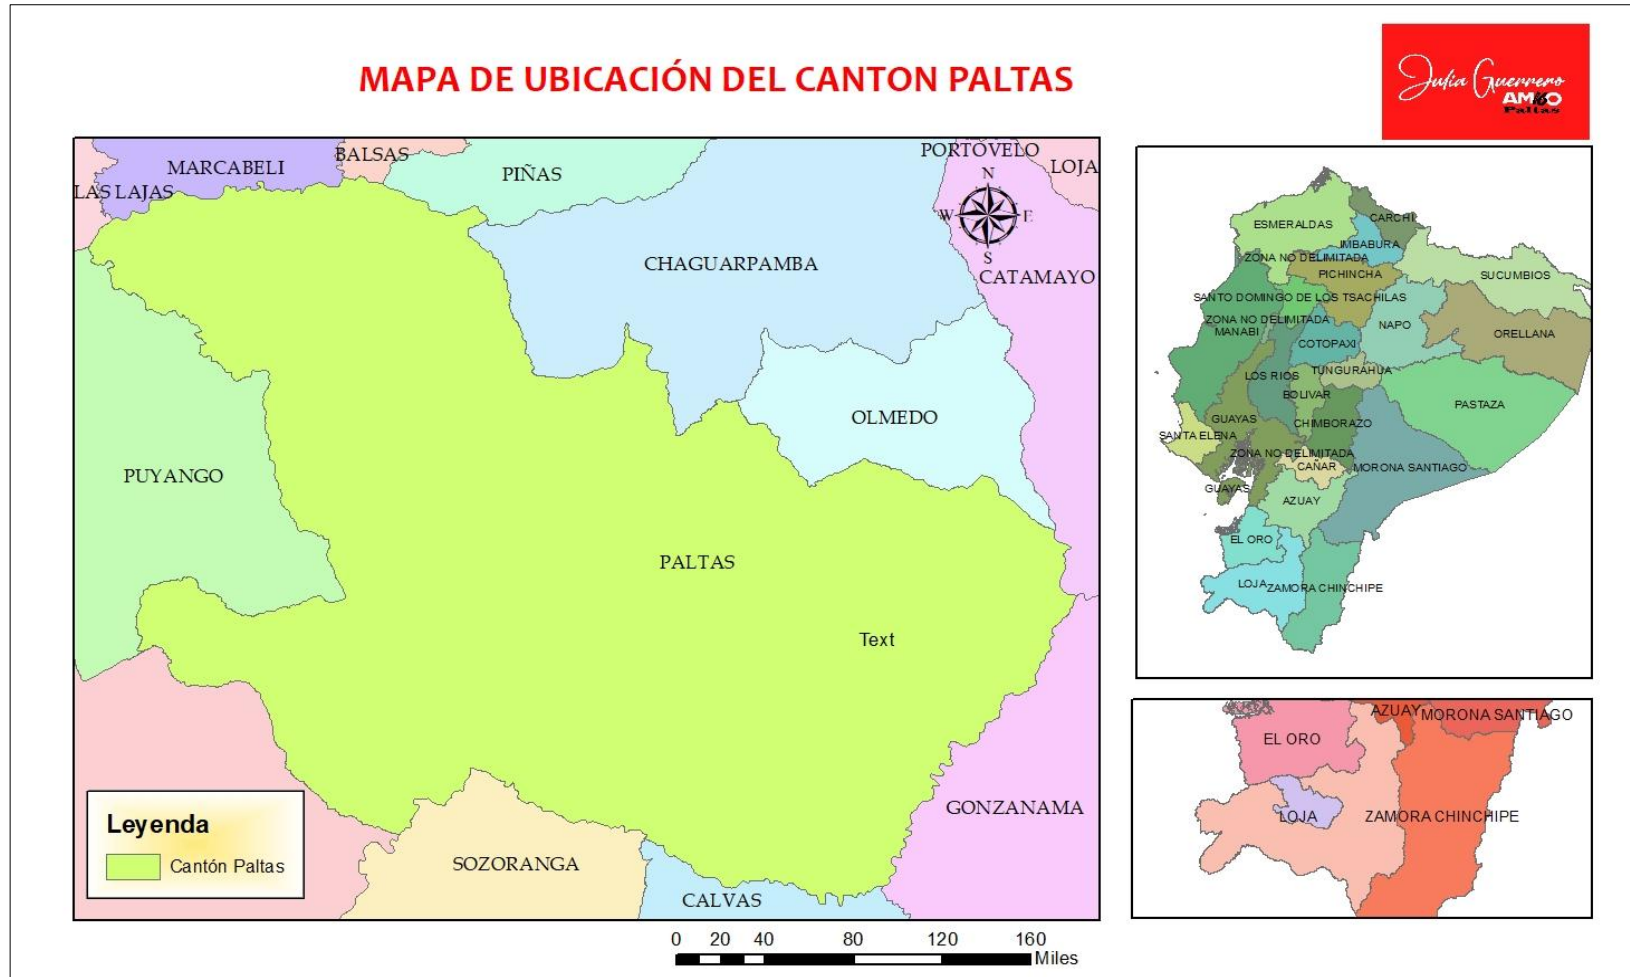 MAPA DE UBICACIÓN DEL CANTON PALTAS
Julia Guerrero
AMO
Paltas
MARCABELI
BALSAS
PIÑAS
PORTOVELO
LOJA
LAS LAJAS
N
W
E
S
CHAGUARPAMBA
CATAMAYO
OLMEDO
PUYANGO
PALTAS
Text
GONZANAMA
SOZORANGA
CALVAS
Leyenda
Cantón Paltas
0 20 40 80 120 160
Miles
ESMERALDAS
CARCHI
IMBABURA
ZONA NO DELIMITADA
PICHINCHA
SUCUMBIOS
SANTO DOMINGO DE LOS TSACHILAS
ZONA NO DELIMITADA
MANABI
NAPO
ORELLANA
COTOPAXI
LOS RIOS
TUNGURAHUA
BOLIVAR
PASTAZA
GUAYAS
CHIMBORAZO
SANTA ELENA
ZONA NO DELIMITADA
CAÑAR
MORONA SANTIAGO
GUAYAS
AZUAY
EL ORO
LOJA
ZAMORA CHINCHIPE
AZUAY
MORONA SANTIAGO
EL ORO
LOJA
ZAMORA CHINCHIPE